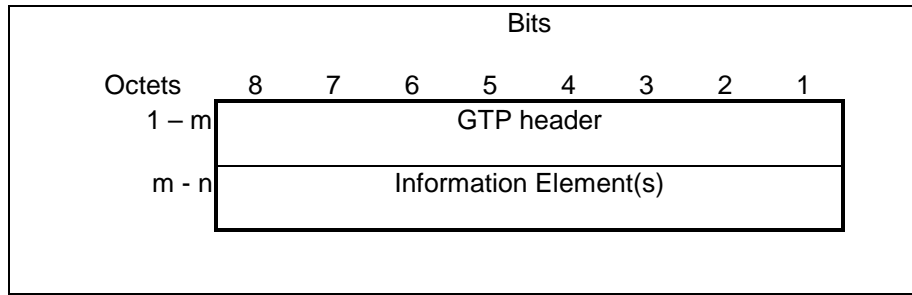 Bits
Octets 8 7 6 5 4 3 2 1
1 – m GTP header
m - n Information Element(s)